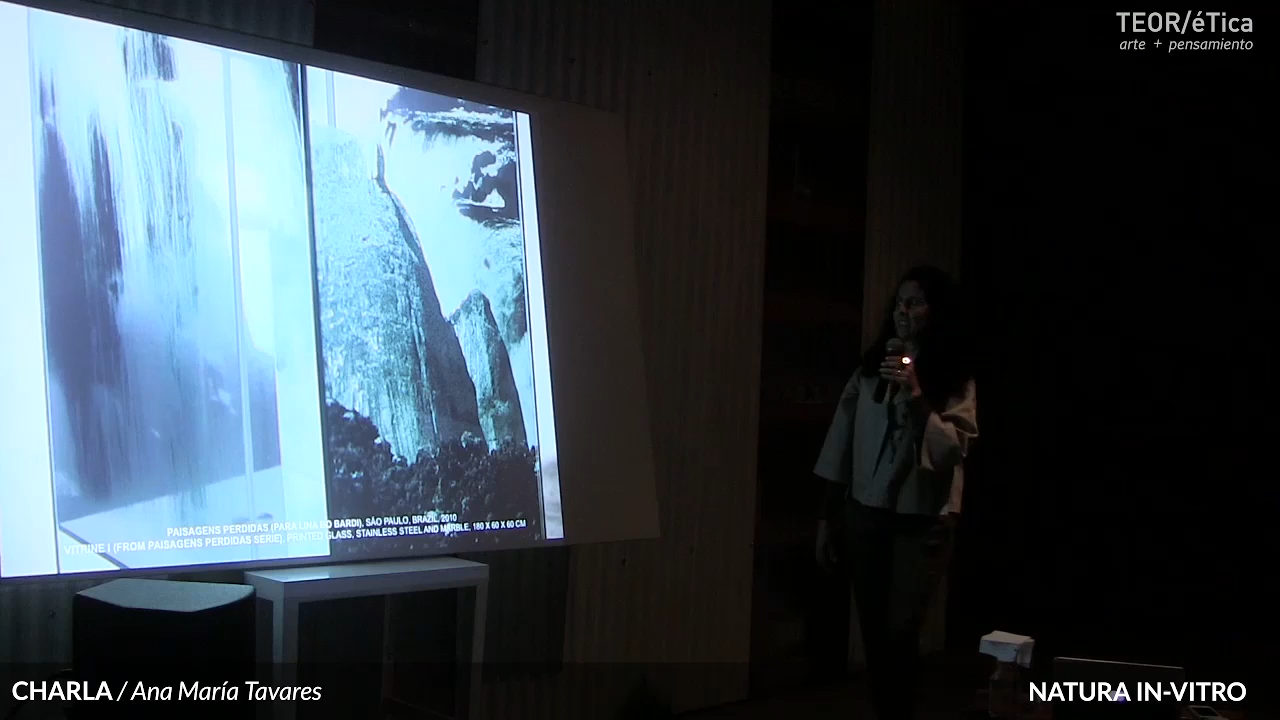 TEOR/éTica
arte + pensamiento
PAISAGENS PERDIDAS (PARA LINA BO BARDI), SÃO PAULO, BRAZIL, 2010
VITRINE I (FROM PAISAGENS PERDIDAS SERIE), PRINTED GLASS, STAINLESS STEEL AND MARBLE, 180 X 60 X 60 CM
CHARLA / Ana María Tavares
NATURA IN-VITRO